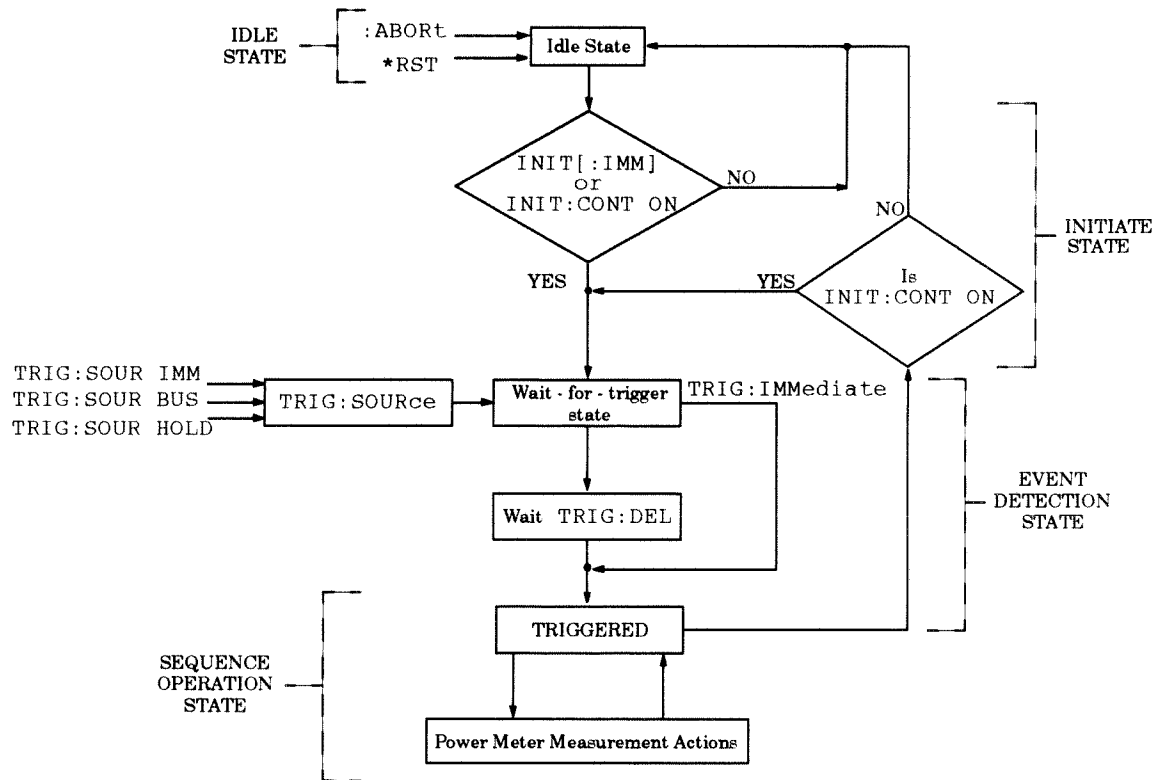 IDLE
STATE
:ABORt
*RST
Idle State
INIT[:IMM]
or
INIT:CONT ON
NO
YES
NO
YES
Is
INIT:CONT ON
INITIATE
STATE
TRIG:SOUR IMM
TRIG:SOUR BUS
TRIG:SOUR HOLD
TRIG:SOURce
Wait - for - trigger
state
TRIG:IMMediate
Wait TRIG:DEL
EVENT
DETECTION
STATE
TRIGGERED
SEQUENCE
OPERATION
STATE
Power Meter Measurement Actions